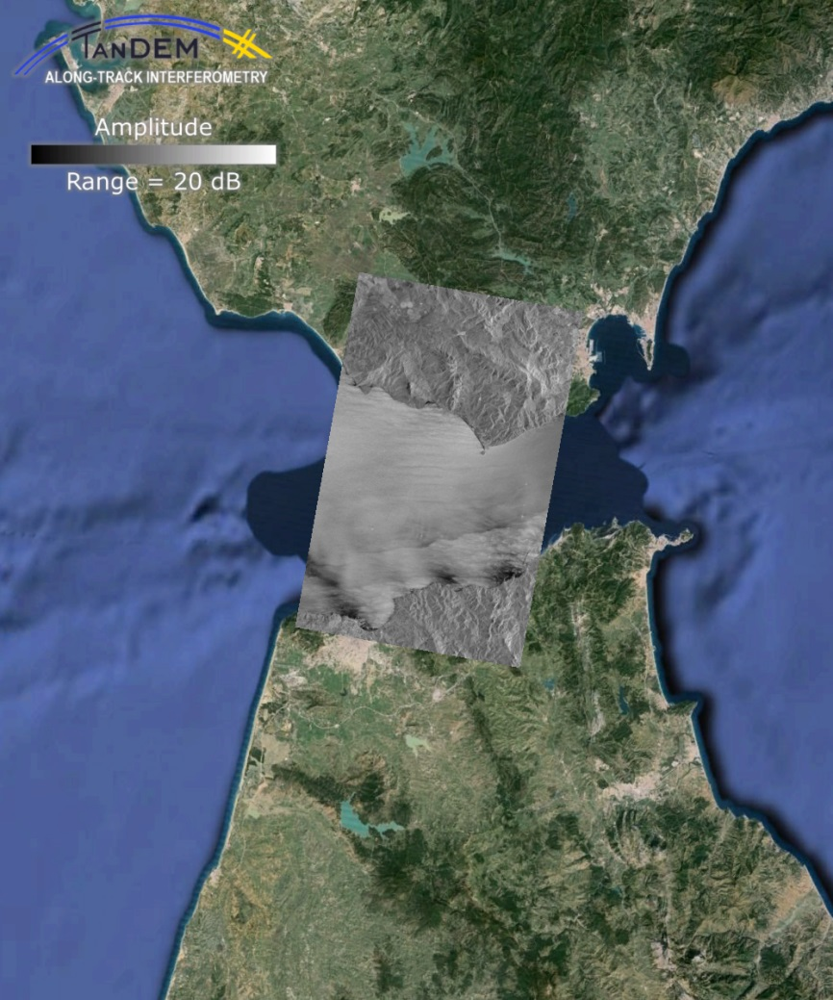 TanDEM
ALONG-TRACK INTERFEROMETRY
Amplitude
Range = 20 dB